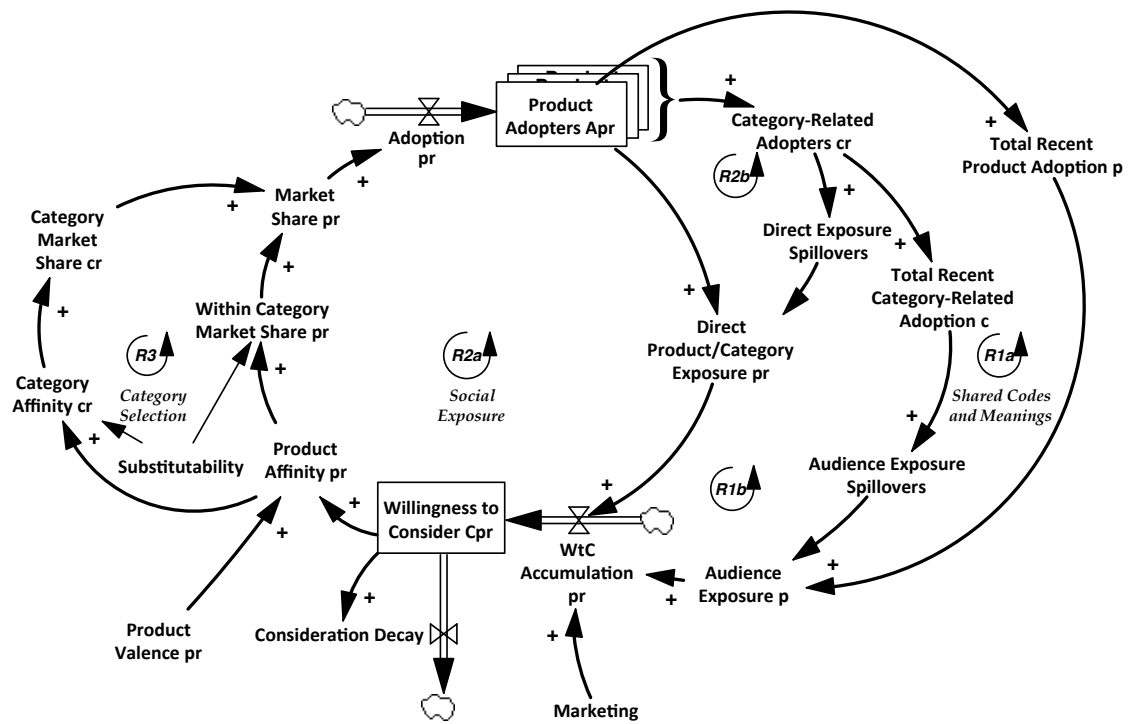 Product
Adopters Apr
+
Category-Related
Adopters cr
+
Total Recent
Product Adoption p
Adoption
pr
+
R2b
+
Market
Share pr
+
Category
Market
Share cr
+
Direct Exposure
Spillovers
+
Total Recent
Category-Related
Adoption c
+
Within Category
Market Share pr
+
Direct
Product/Category
Exposure pr
R3
Category
Selection
+
R2a
Social
Exposure
R1a
Shared Codes
and Meanings
Category
Affinity cr
+
+
Substitutability
Product
Affinity pr
+
Audience Exposure
Spillovers
R1b
Willingness to
Consider Cpr
+
+
+
WtC
Accumulation
pr
+
Audience
Exposure p
+
+
Consideration Decay
Product
Valence pr
+
Marketing